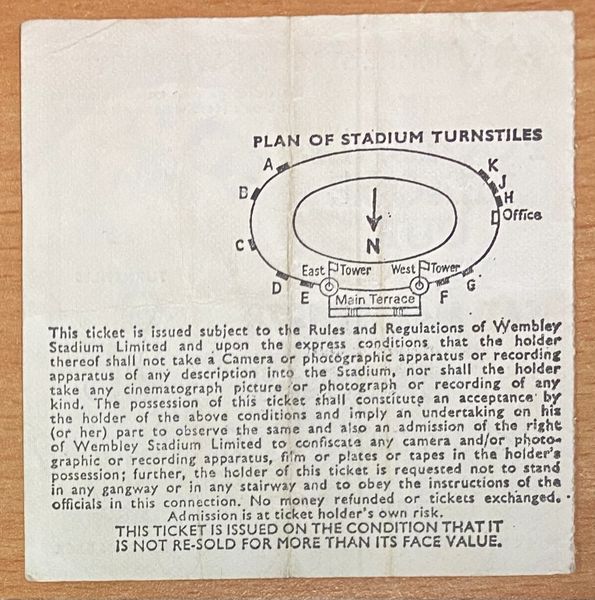 PLAN OF STADIUM TURNSTILES
A
B
C
D
E
K
J
H
Office
G
F
N
East Tower
West Tower
Main Terrace
This ticket is issued subject to the Rules and Regulations of Wembley
Stadium Limited and upon the express conditions that the holder
thereof shall not take a Camera or photographic apparatus or recording
apparatus of any description into the Stadium, nor shall the holder
take any cinematograph picture or photograph or recording of any
kind. The possession of this ticket shall constitute an acceptance by
the holder of the above conditions and imply an undertaking on his
(or her) part to observe the same and also an admission of the right
of Wembley Stadium Limited to confiscate any camera and/or photo-
graphic or recording apparatus, film or plates or tapes in the holder's
possession; further, the holder of this ticket is requested not to stand
in any gangway or in any stairway and to obey the instructions of the
officials in this connection. No money refunded or tickets exchanged.
Admission is at ticket holder's own risk.
THIS TICKET IS ISSUED ON THE CONDITION THAT IT
IS NOT RE-SOLD FOR MORE THAN ITS FACE VALUE.